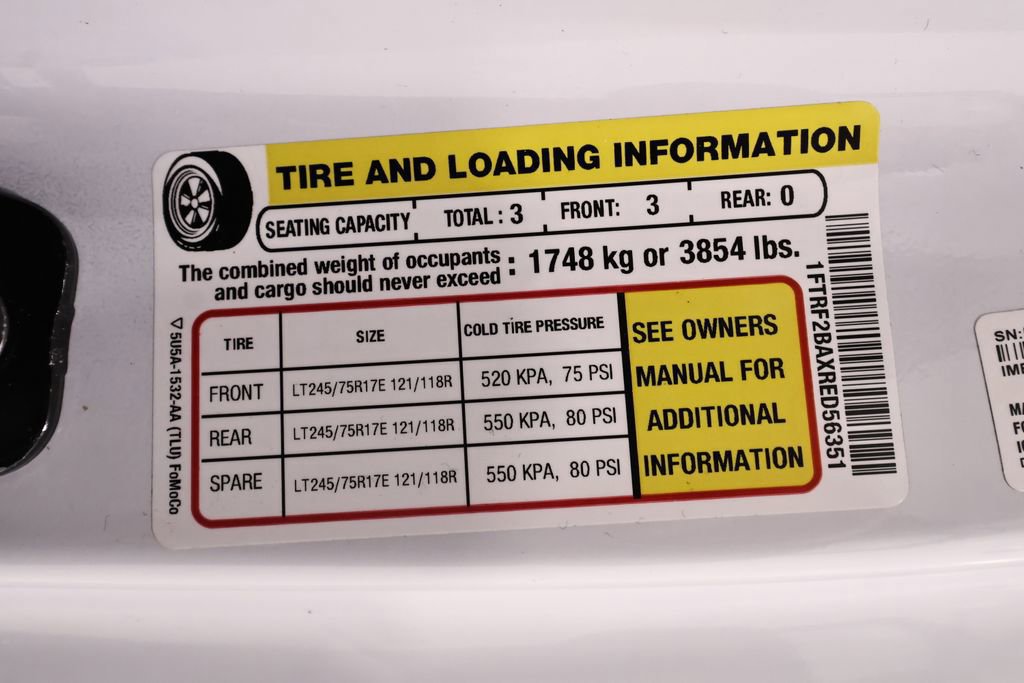 TIRE AND LOADING INFORMATION
SEATING CAPACITY TOTAL : 3 FRONT: 3 REAR: 0
The combined weight of occupants
and cargo should never exceed : 1748 kg or 3854 lbs.
TIRE SIZE COLD TIRE PRESSURE
FRONT LT245/75R17E 121/118R 520 KPA, 75 PSI
REAR LT245/75R17E 121/118R 550 KPA, 80 PSI
SPARE LT245/75R17E 121/118R 550 KPA, 80 PSI
SEE OWNERS
MANUAL FOR
ADDITIONAL
INFORMATION
1FTRF2BAXRED56351
5U5A-1532-AA (TLU) FoMoCo
SN: